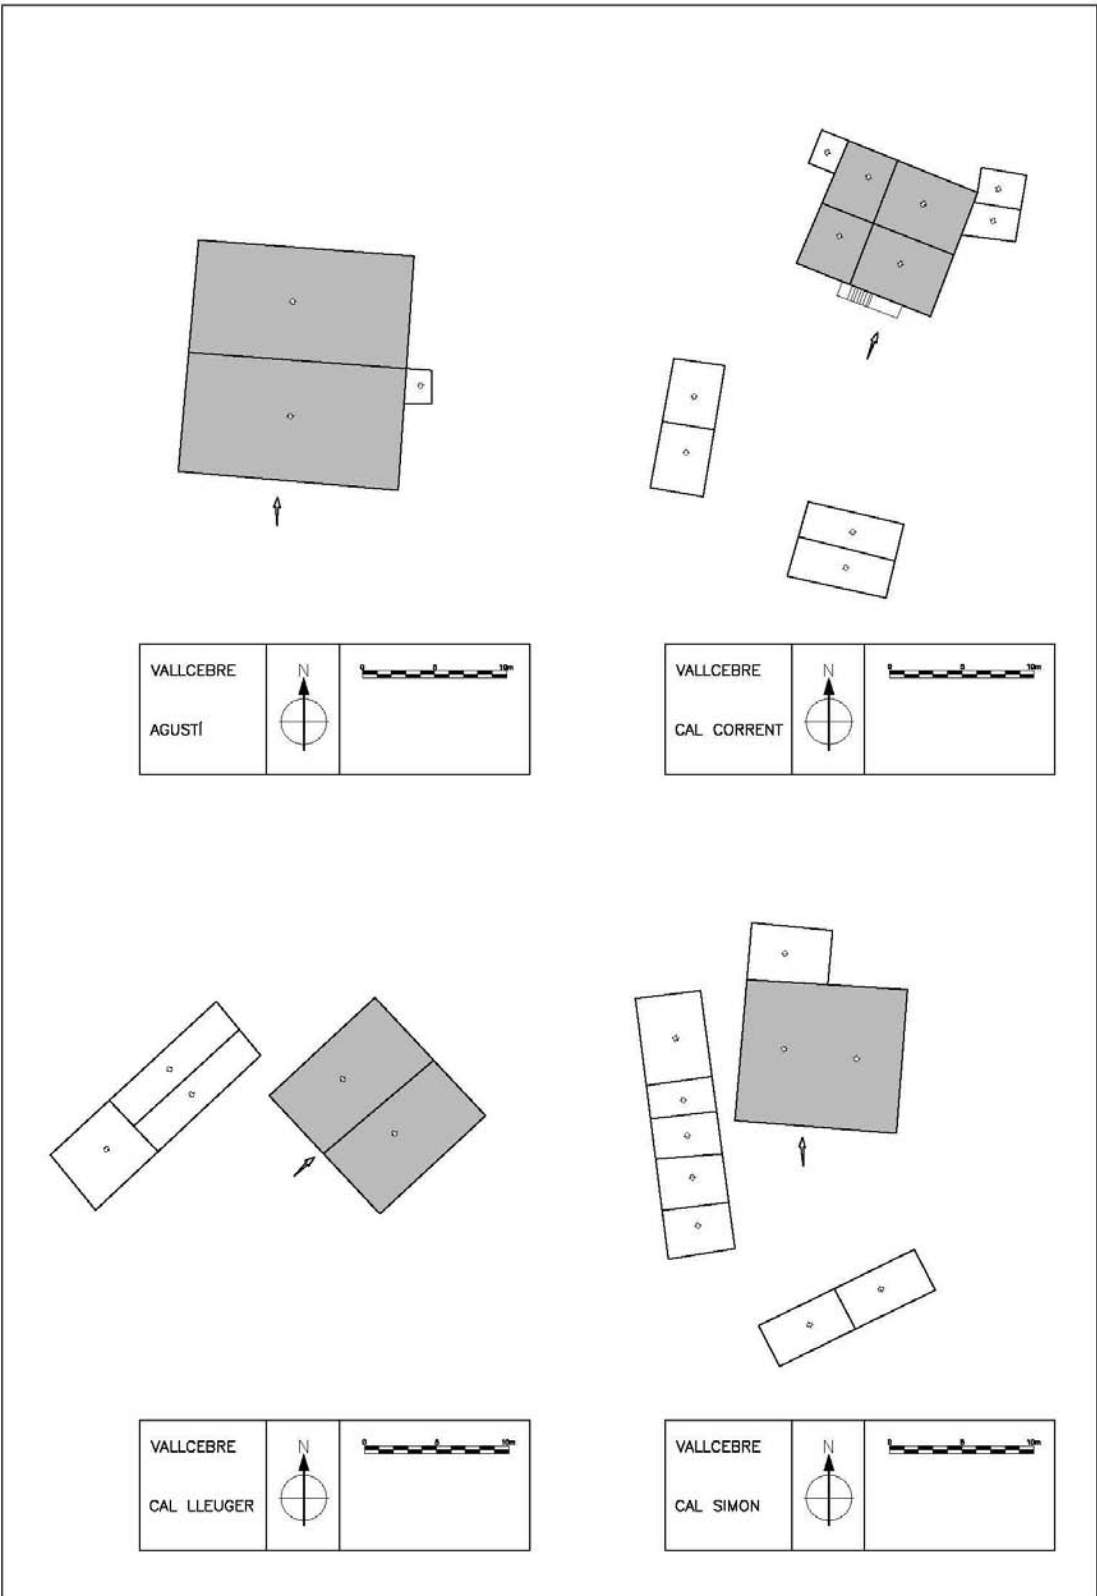 VALLCEBRE
N
0 5 10m
AGUSTÍ
VALLCEBRE
N
0 5 10m
CAL CORRENT
VALLCEBRE
N
0 5 10m
CAL LLEUGER
VALLCEBRE
N
0 5 10m
CAL SIMON